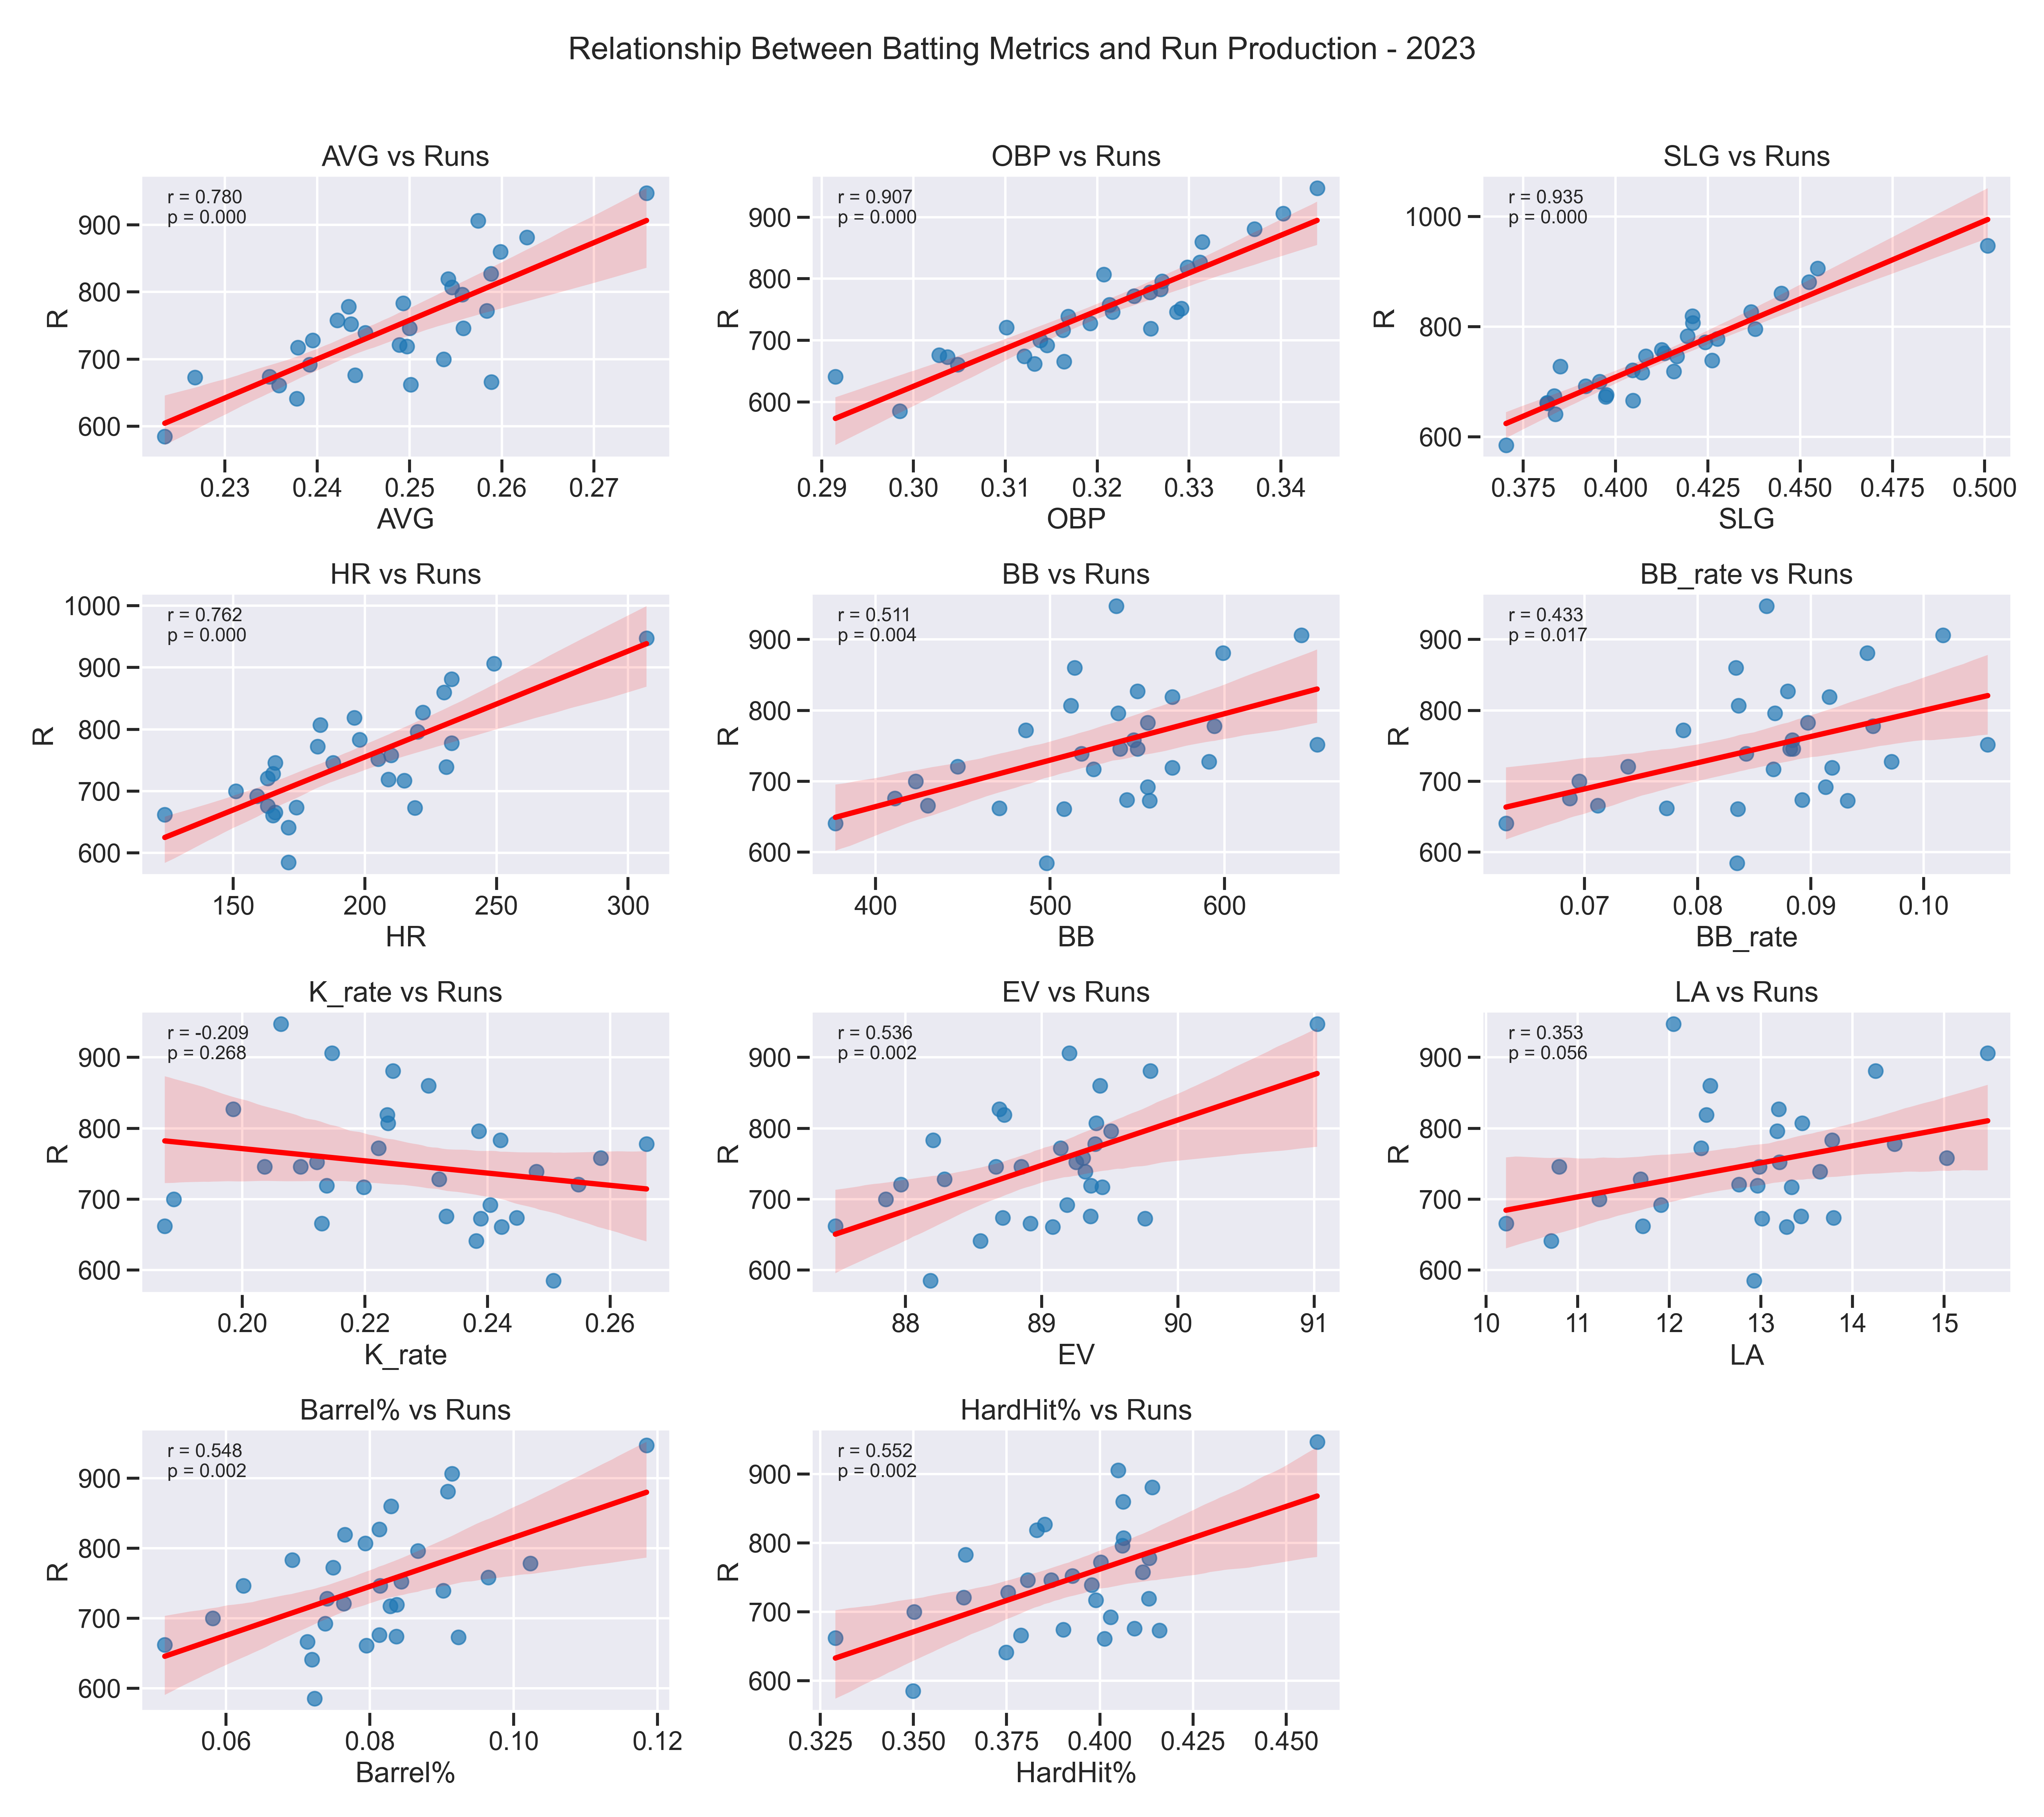 Relationship Between Batting Metrics and Run Production - 2023
AVG vs Runs
r = 0.780
p = 0.000
900
800
700
600
R
0.23 0.24 0.25 0.26 0.27
AVG
OBP vs Runs
r = 0.907
p = 0.000
900
800
700
600
R
0.29 0.30 0.31 0.32 0.33 0.34
OBP
SLG vs Runs
r = 0.935
p = 0.000
1000
800
600
R
0.375 0.400 0.425 0.450 0.475 0.500
SLG
HR vs Runs
r = 0.762
p = 0.000
1000
900
800
700
600
R
150 200 250 300
HR
BB vs Runs
r = 0.511
p = 0.004
900
800
700
600
R
400 500 600
BB
BB_rate vs Runs
r = 0.433
p = 0.017
900
800
700
600
R
0.07 0.08 0.09 0.10
BB_rate
K_rate vs Runs
r = -0.209
p = 0.268
900
800
700
600
R
0.20 0.22 0.24 0.26
K_rate
EV vs Runs
r = 0.536
p = 0.002
900
800
700
600
R
88 89 90 91
EV
LA vs Runs
r = 0.353
p = 0.056
900
800
700
600
R
10 11 12 13 14 15
LA
Barrel% vs Runs
r = 0.548
p = 0.002
900
800
700
600
R
0.06 0.08 0.10 0.12
Barrel%
HardHit% vs Runs
r = 0.552
p = 0.002
900
800
700
600
R
0.325 0.350 0.375 0.400 0.425 0.450
HardHit%